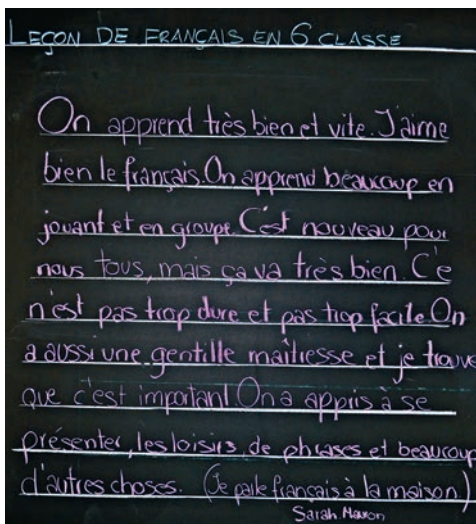 LEÇON DE FRANÇAIS EN 6 CLASSE
On apprend très bien et vite. J'aime
bien le français. On apprend beaucoup en
jouant et en groupe. C'est nouveau pour
nous tous, mais ça va très bien. C'e
n'est pas trop dure et pas trop facile. On
a aussi une gentille maîtresse et je trouve
que c'est important. On a appris à se
présenter, les loisirs, de phrases et beaucoup
d'autres choses. (Je parle français à la maison)
Sarah